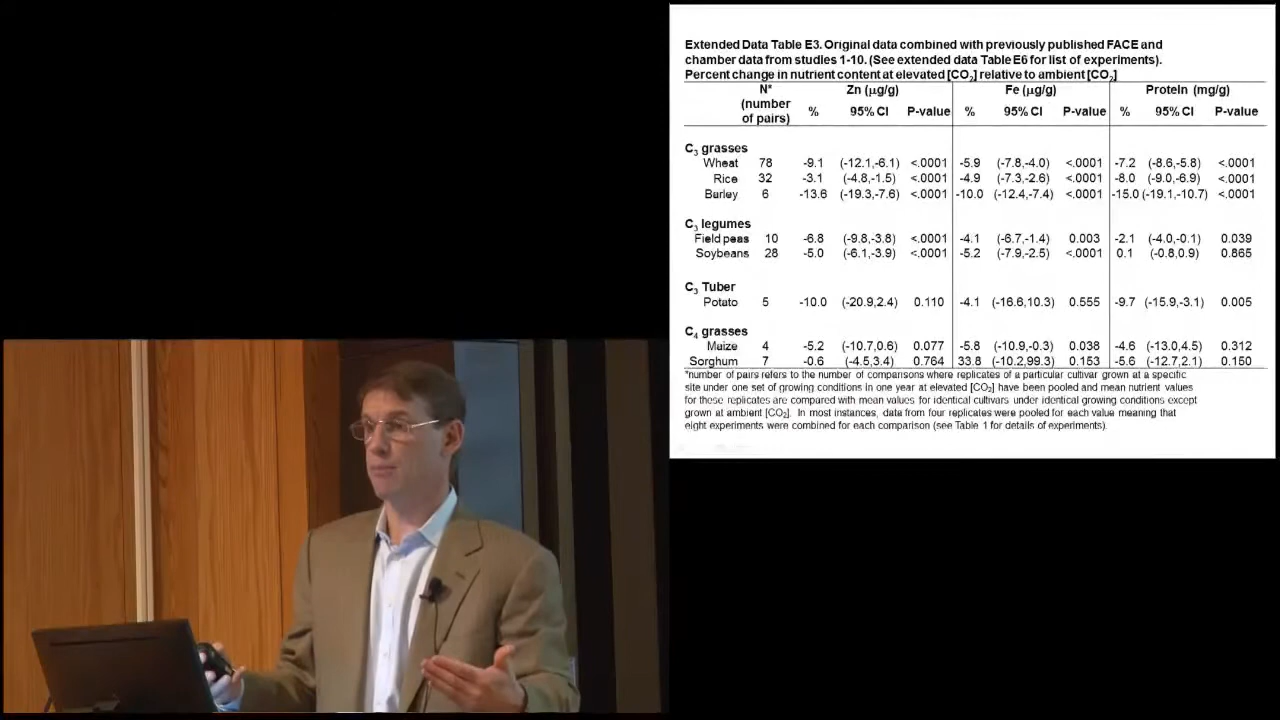 Extended Data Table E3. Original data combined with previously published FACE and
chamber data from studies 1-10. (See extended data Table E6 for list of experiments).
Percent change in nutrient content at elevated [CO2] relative to ambient [CO2]
N* (number of pairs) Zn (µg/g) Fe (µg/g) Protein (mg/g)
% 95% CI P-value % 95% CI P-value % 95% CI P-value
C3 grasses
Wheat 78 -9.1 (-12.1,-6.1) <.0001 -5.9 (-7.8,-4.0) <.0001 -7.2 (-8.6,-5.8) <.0001
Rice 32 -3.1 (-4.8,-1.5) <.0001 -4.9 (-7.3,-2.6) <.0001 -8.0 (-9.0,-6.9) <.0001
Barley 6 -13.6 (-19.3,-7.6) <.0001 -10.0 (-12.4,-7.4) <.0001 -15.0 (-19.1,-10.7) <.0001
C3 legumes
Field peas 10 -6.8 (-9.8,-3.8) <.0001 -4.1 (-6.7,-1.4) 0.003 -2.1 (-4.0,-0.1) 0.039
Soybeans 28 -5.0 (-6.1,-3.9) <.0001 -5.2 (-7.9,-2.5) <.0001 0.1 (-0.8,0.9) 0.865
C3 Tuber
Potato 5 -10.0 (-20.9,2.4) 0.110 -4.1 (-16.6,10.3) 0.555 -9.7 (-15.9,-3.1) 0.005
C4 grasses
Maize 4 -5.2 (-10.7,0.6) 0.077 -5.8 (-10.9,-0.3) 0.038 -4.6 (-13.0,4.5) 0.312
Sorghum 7 -0.6 (-4.5,3.4) 0.764 33.8 (-10.2,99.3) 0.153 -5.6 (-12.7,2.1) 0.150
*number of pairs refers to the number of comparisons where replicates of a particular cultivar grown at a specific
site under one set of growing conditions in one year at elevated [CO2] have been pooled and mean nutrient values
for these replicates are compared with mean values for identical cultivars under identical growing conditions except
grown at ambient [CO2]. In most instances, data from four replicates were pooled for each value meaning that
eight experiments were combined for each comparison (see Table 1 for details of experiments).